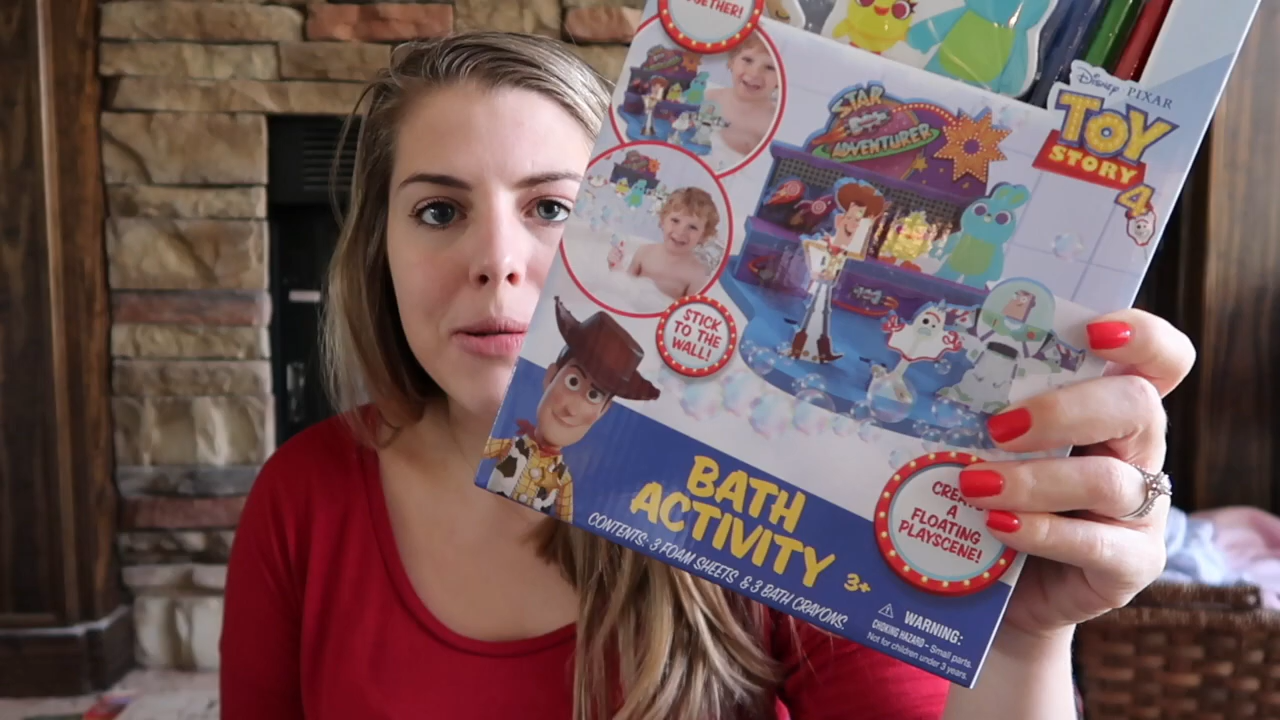 GETHER!
Disney PIXAR
TOY
STORY
4
STAR
ADVENTURER
STICK
TO THE
WALL!
BATH
ACTIVITY
3+
CONTENTS: 3 FOAM SHEETS & 3 BATH CRAYONS.
CREATE
A
FLOATING
PLAYSCENE!
WARNING:
CHOKING HAZARD - Small parts.
Not for children under 3 years.